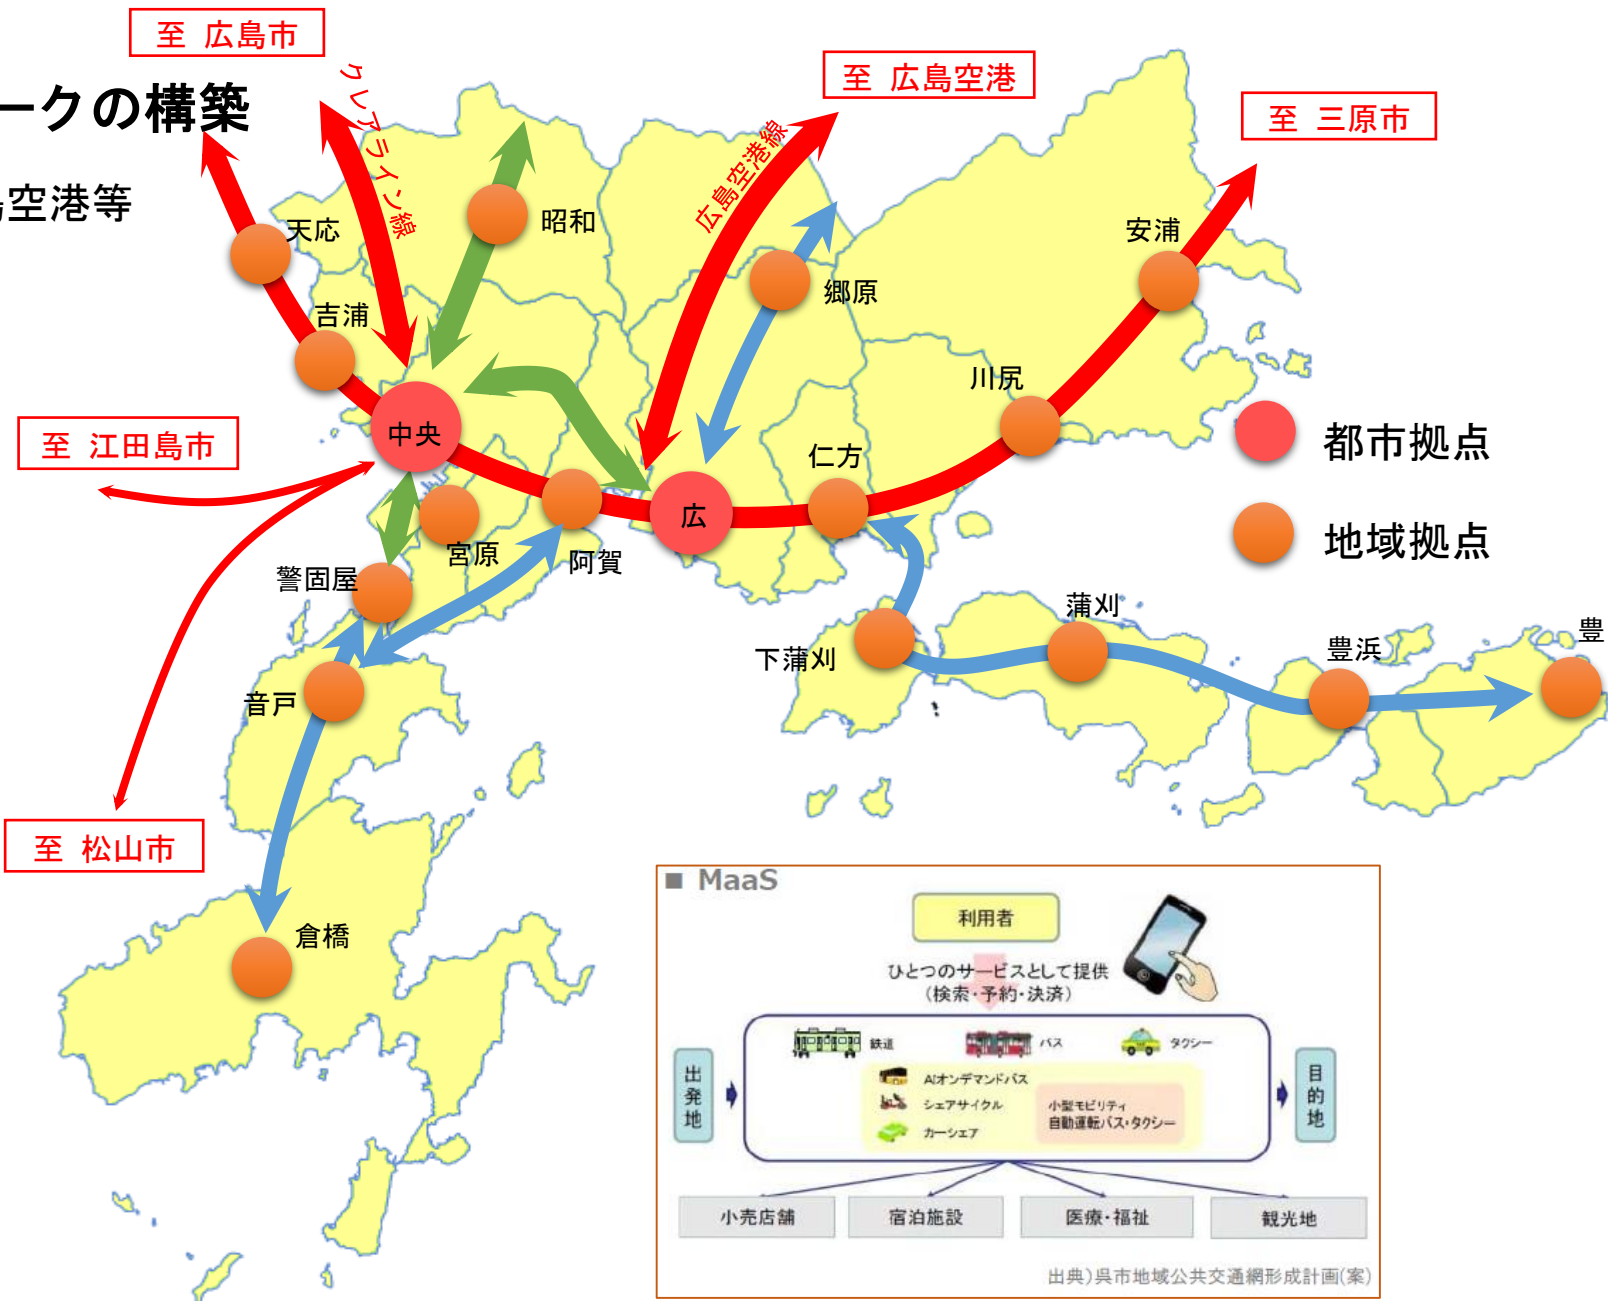 至 広島市
ークの構築
空港等
クレアライン線
至 広島空港
広島空港線
至 三原市
天応
昭和
安浦
吉浦
郷原
川尻
中央
至 江田島市
都市拠点
仁方
広
地域拠点
宮原
阿賀
警固屋
蒲刈
豊
下蒲刈
豊浜
音戸
至 松山市
倉橋
■ MaaS
利用者
ひとつのサービスとして提供
(検索・予約・決済)
鉄道
バス
タクシー
出発地
目的地
AIオンデマンドバス
シェアサイクル
カーシェア
小型モビリティ
自動運転バス・タクシー
小売店舗
宿泊施設
医療・福祉
観光地
出典)呉市地域公共交通網形成計画(案)